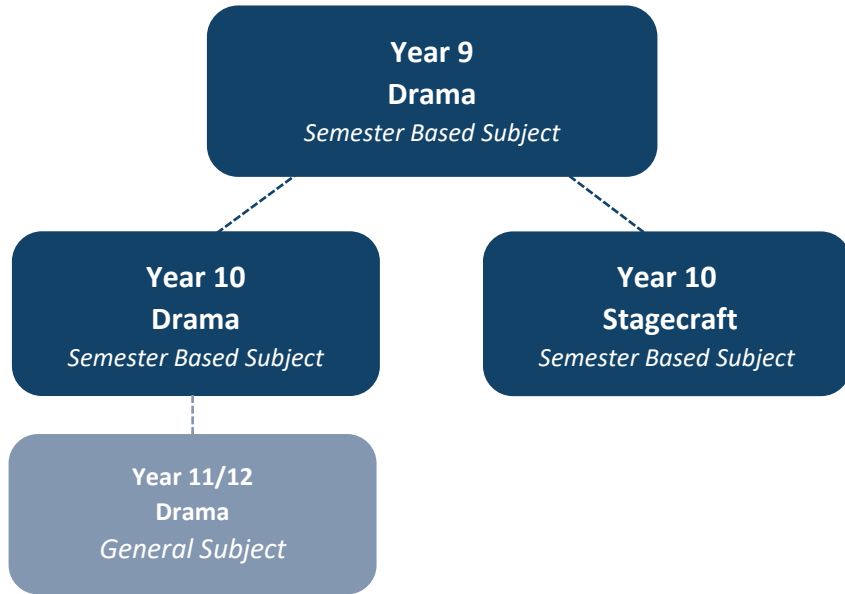 Year 9
Drama
Semester Based Subject
Year 10
Drama
Semester Based Subject
Year 10
Stagecraft
Semester Based Subject
Year 11/12
Drama
General Subject